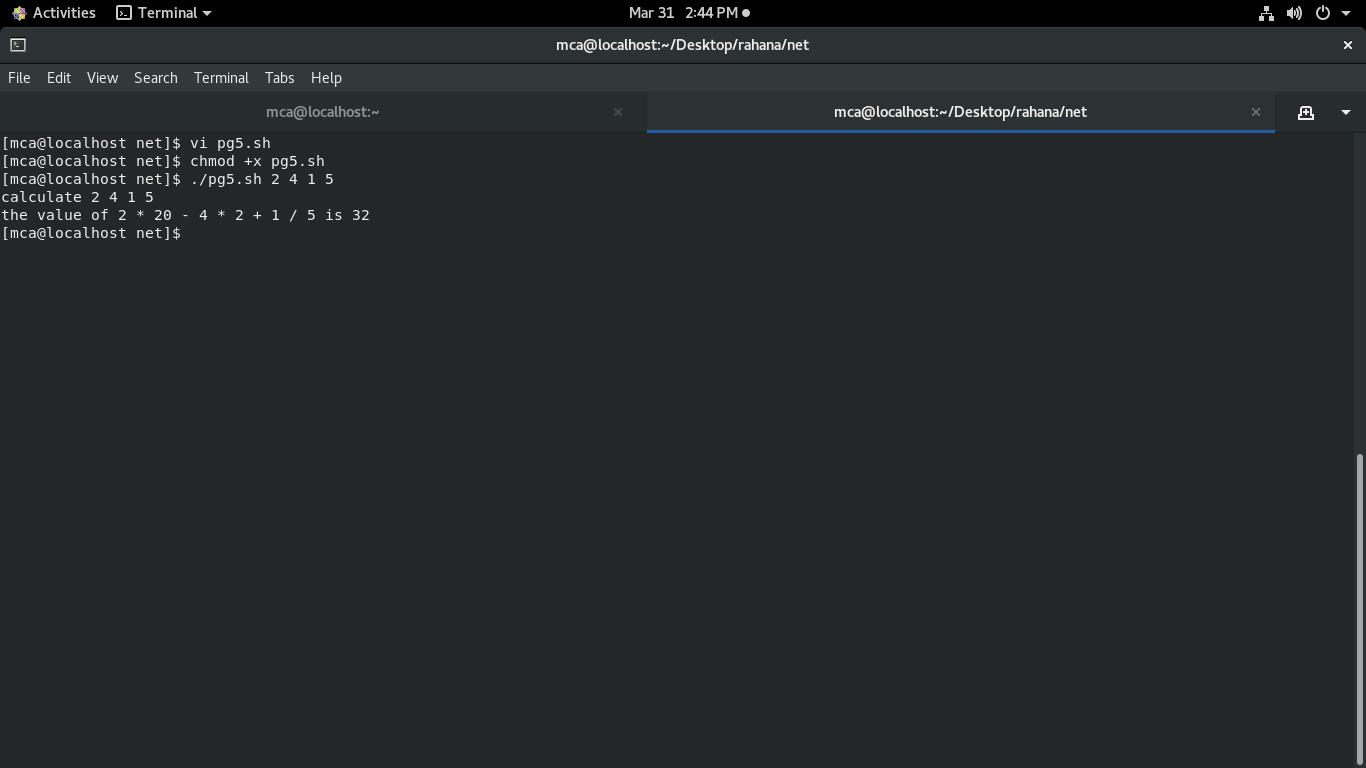 Activities Terminal Mar 31 2:44 PM
mca@localhost:~/Desktop/rahana/net
File Edit View Search Terminal Tabs Help
mca@localhost:~ mca@localhost:~/Desktop/rahana/net
[mca@localhost net]$ vi pg5.sh
[mca@localhost net]$ chmod +x pg5.sh
[mca@localhost net]$ ./pg5.sh 2 4 1 5
calculate 2 4 1 5
the value of 2 * 20 - 4 * 2 + 1 / 5 is 32
[mca@localhost net]$